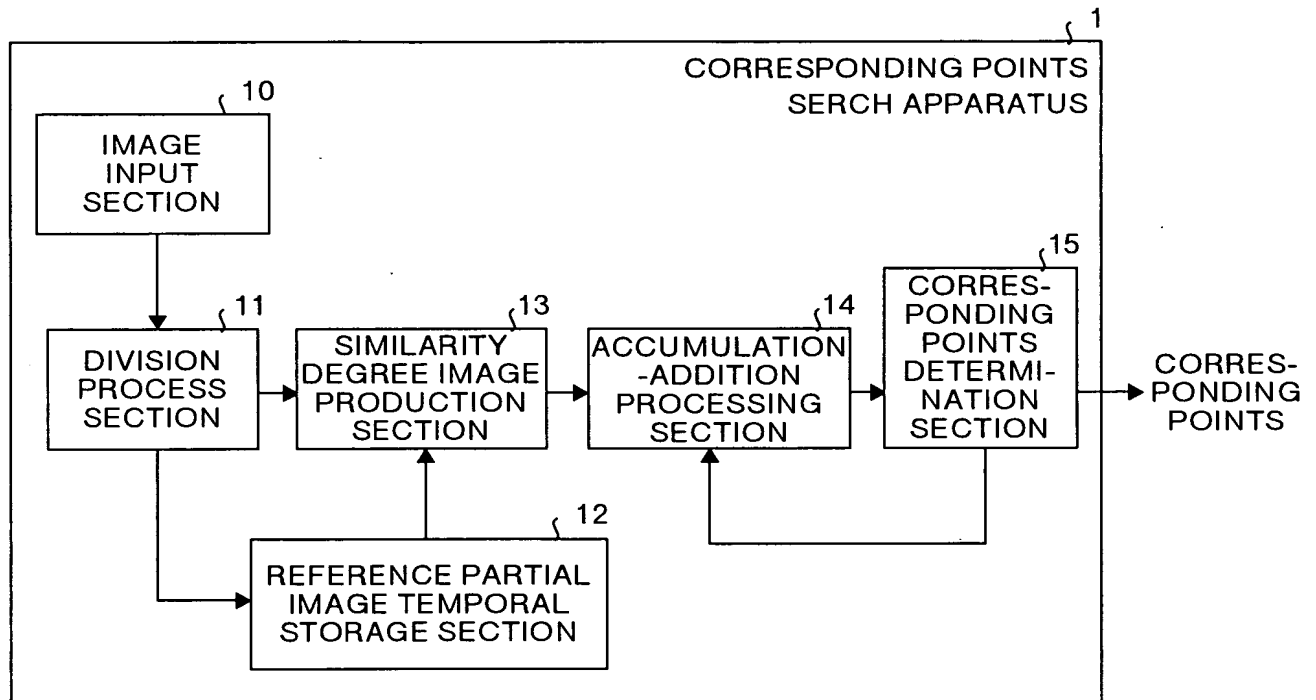 1
CORRESPONDING POINTS
SERCH APPARATUS
10
IMAGE
INPUT
SECTION
11
DIVISION
PROCESS
SECTION
13
SIMILARITY
DEGREE IMAGE
PRODUCTION
SECTION
14
ACCUMULATION
-ADDITION
PROCESSING
SECTION
15
CORRES-
PONDING
POINTS
DETERMI-
NATION
SECTION
CORRES-
PONDING
POINTS
12
REFERENCE PARTIAL
IMAGE TEMPORAL
STORAGE SECTION